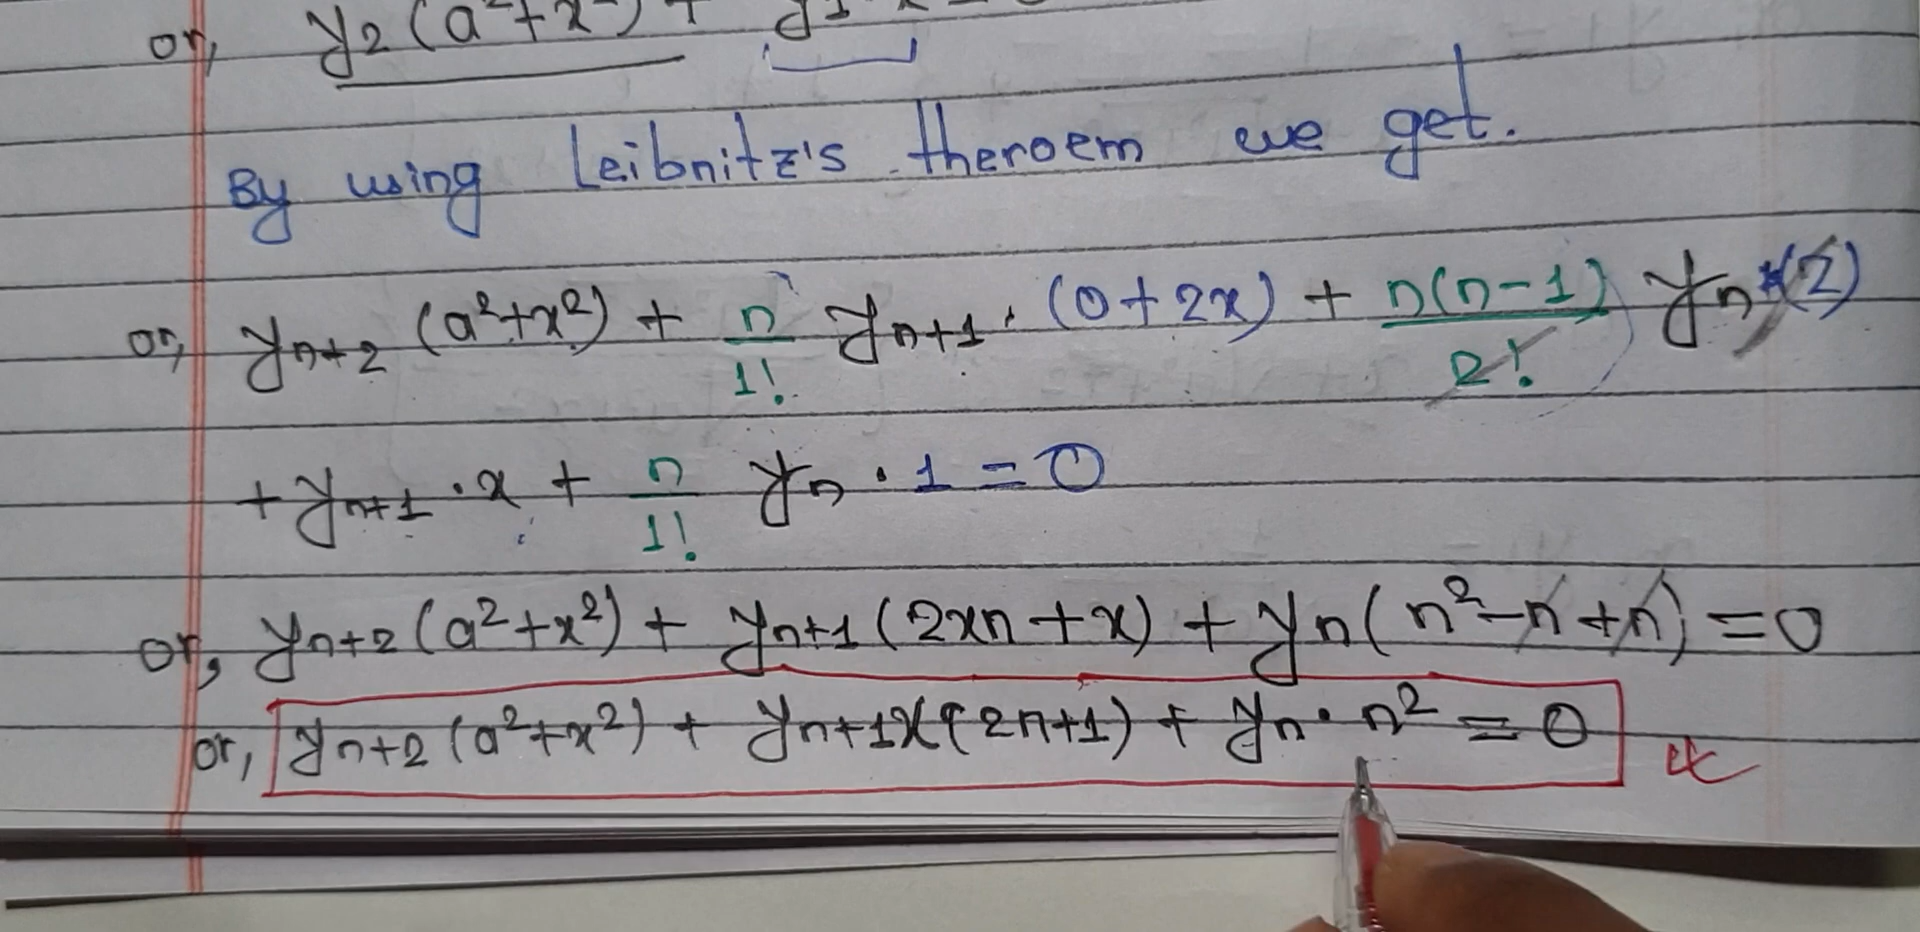 or, y₂(a²+x²) + y₁ x = 0
By using Leibnitz's theroem we get.
or, yₙ₊₂ (a²+x²) + n/1! yₙ₊₁ · (0+2x) + n(n-1)/2! yₙ × (2)
+ yₙ₊₁ · x + n/1! yₙ · 1 = 0
or, yₙ₊₂ (a²+x²) + yₙ₊₁ (2xn+x) + yₙ (n²-n+n) = 0
or, yₙ₊₂ (a²+x²) + yₙ₊₁ x (2n+1) + yₙ · n² = 0